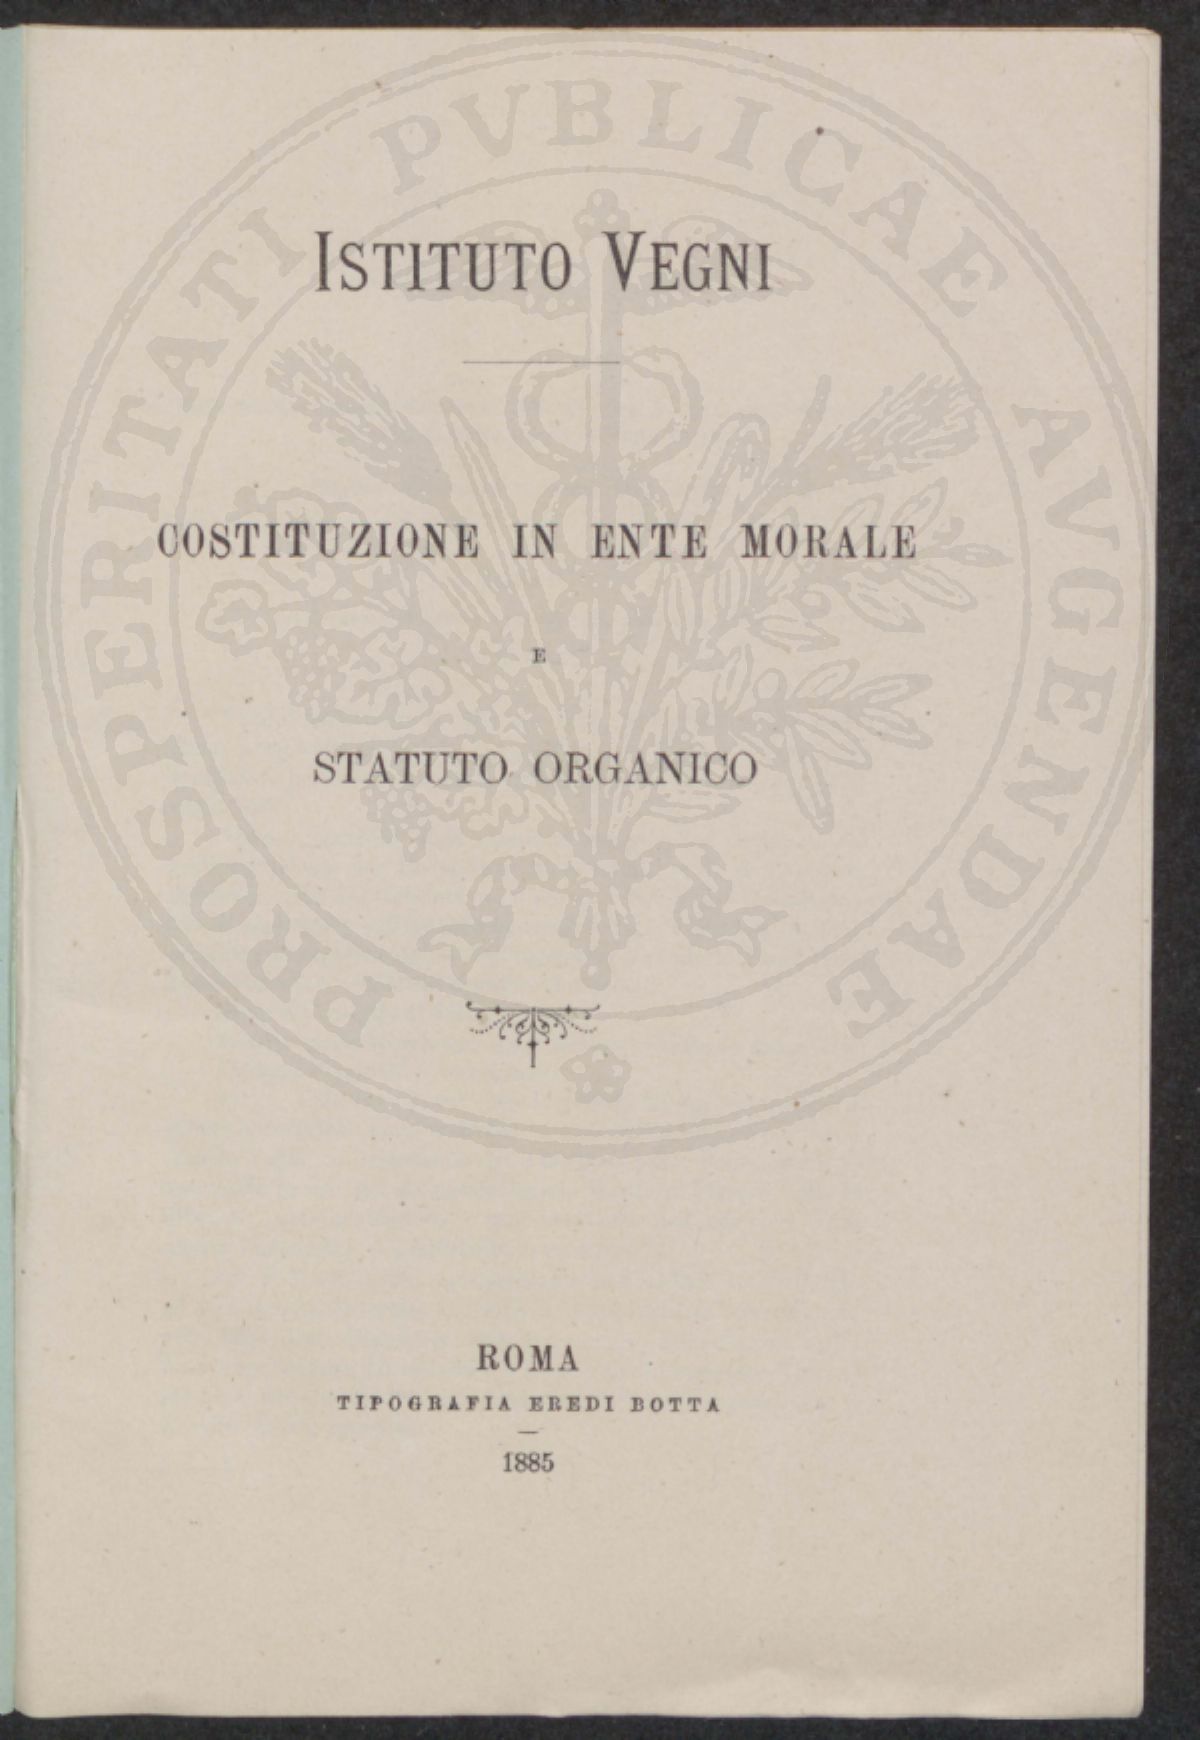 ISTITUTO VEGNI
COSTITUZIONE IN ENTE MORALE
E
STATUTO ORGANICO
ROMA
TIPOGRAFIA EREDI BOTTA
1885
PROSPERITATI PVBLICAE AVGENDAE